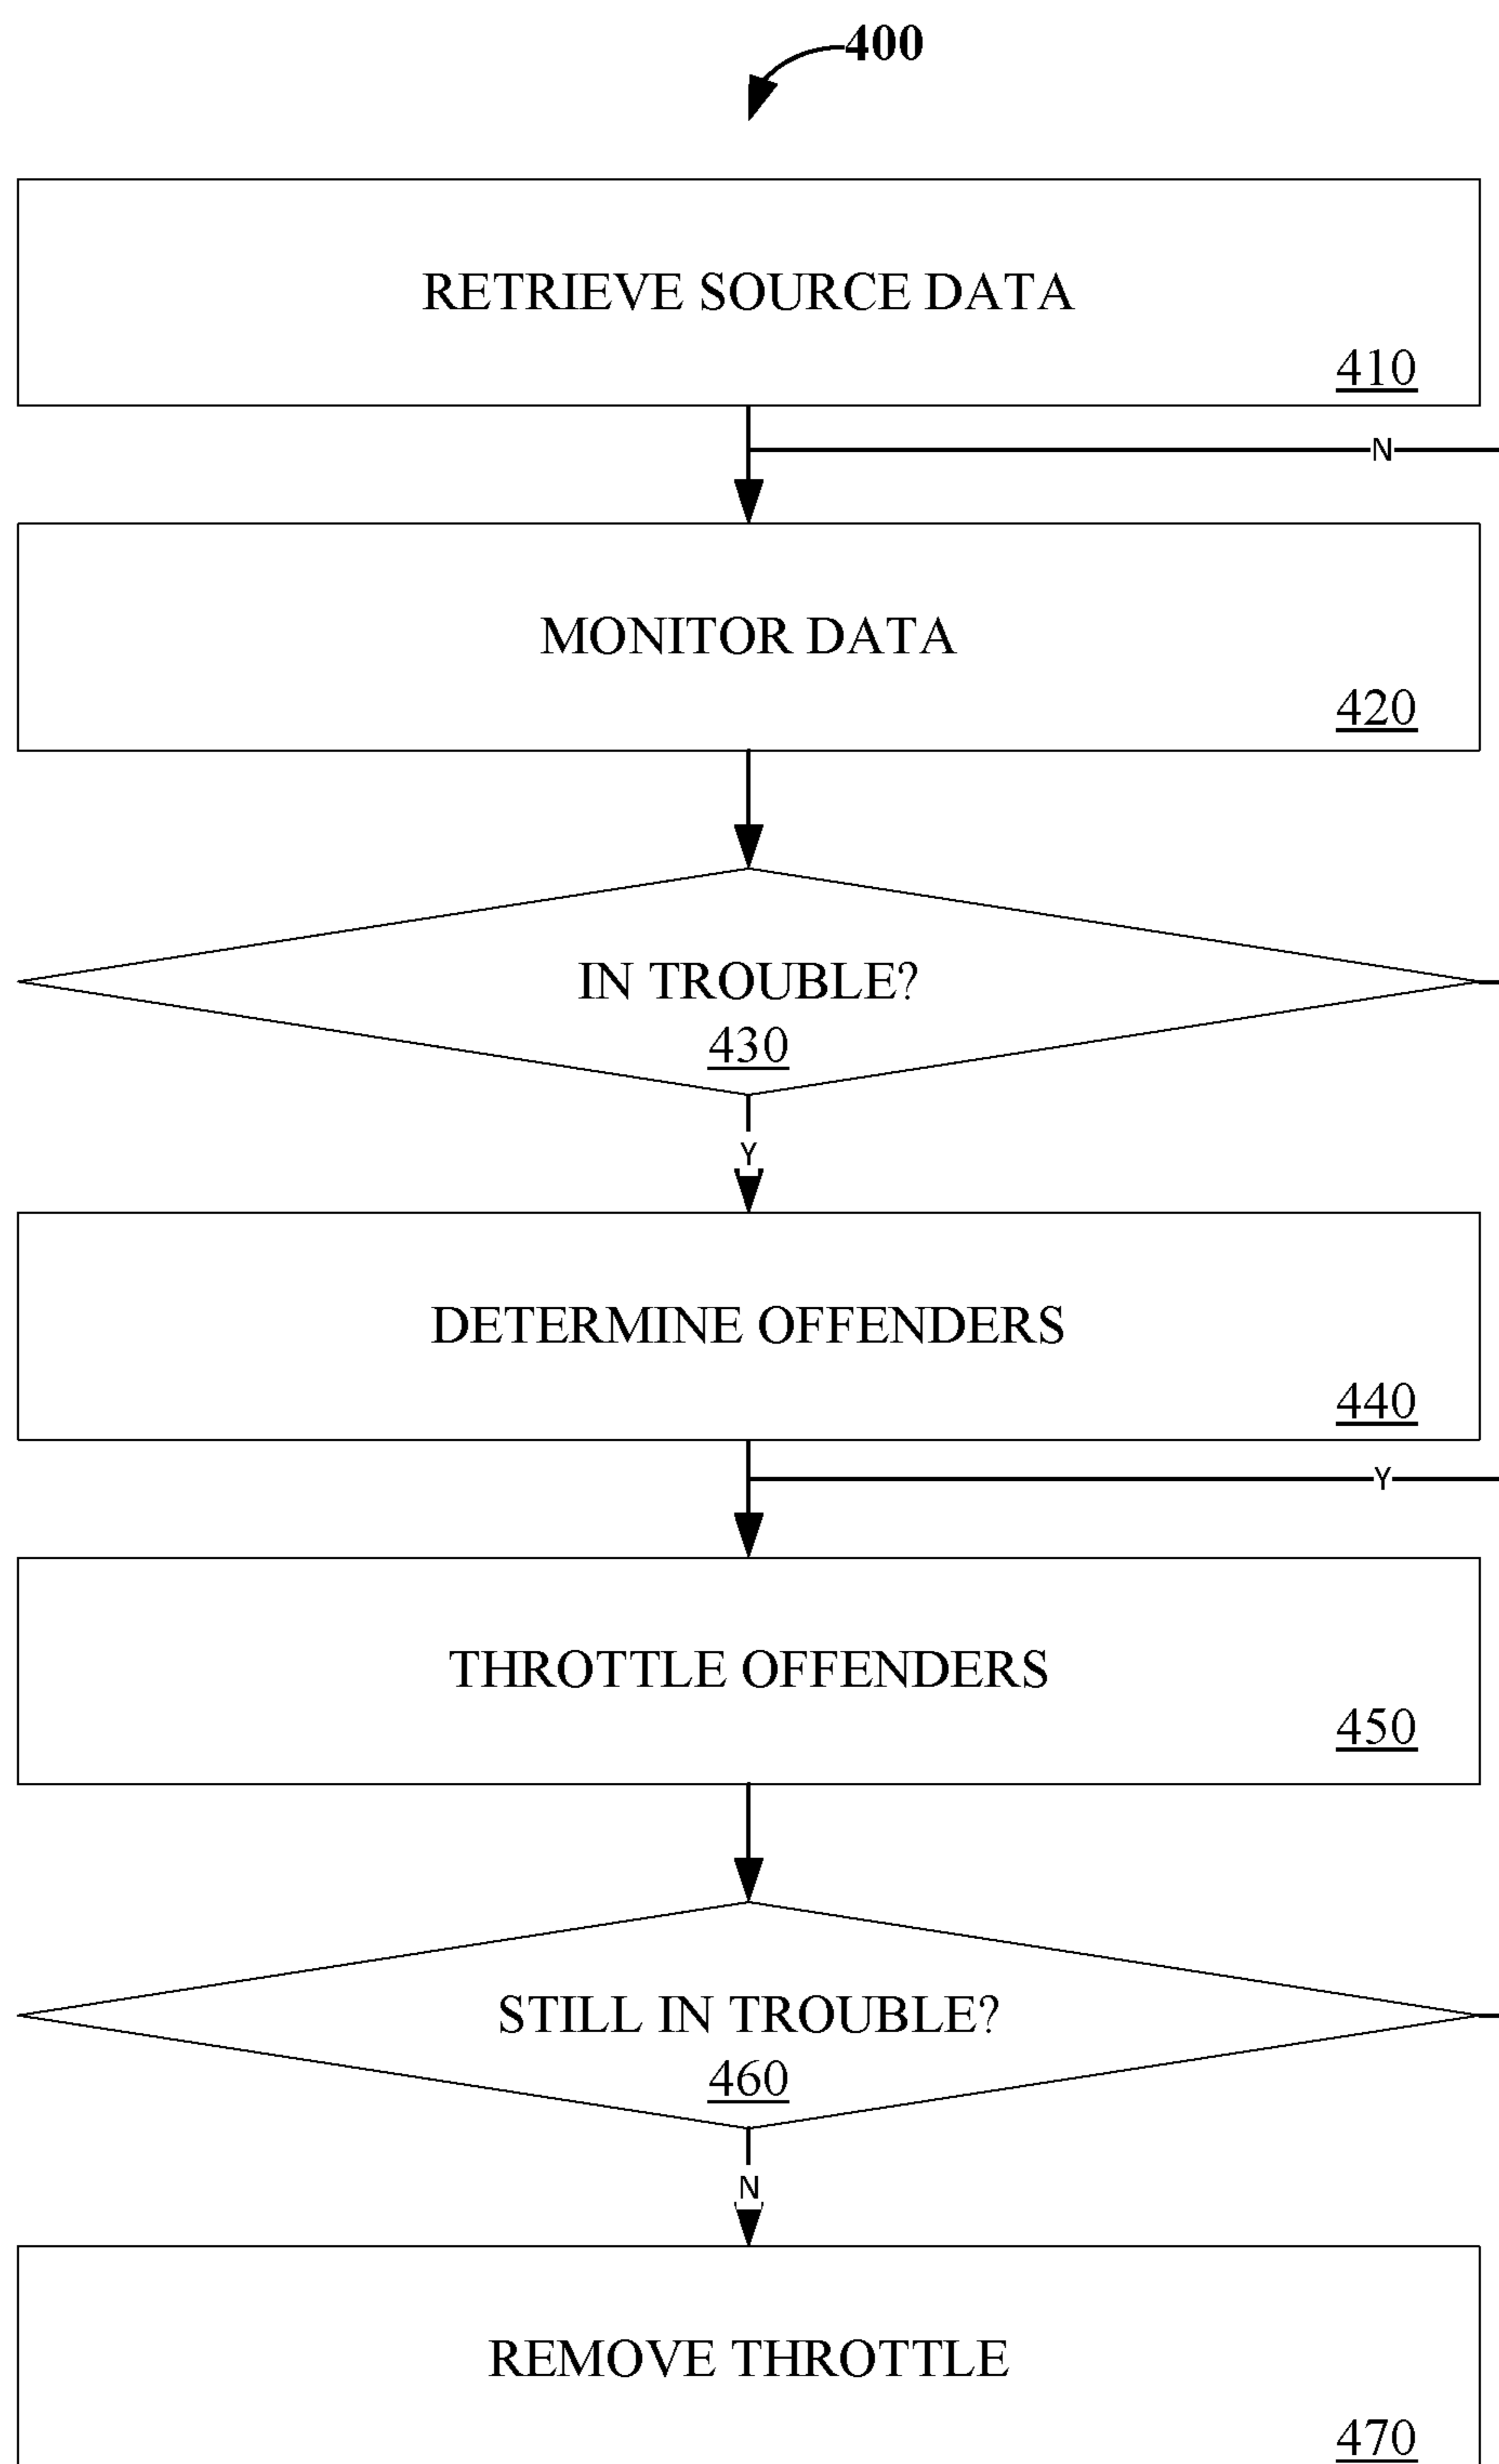 400
RETRIEVE SOURCE DATA
410
N
MONITOR DATA
420
IN TROUBLE?
430
Y
DETERMINE OFFENDERS
440
Y
THROTTLE OFFENDERS
450
STILL IN TROUBLE?
460
N
REMOVE THROTTLE
470